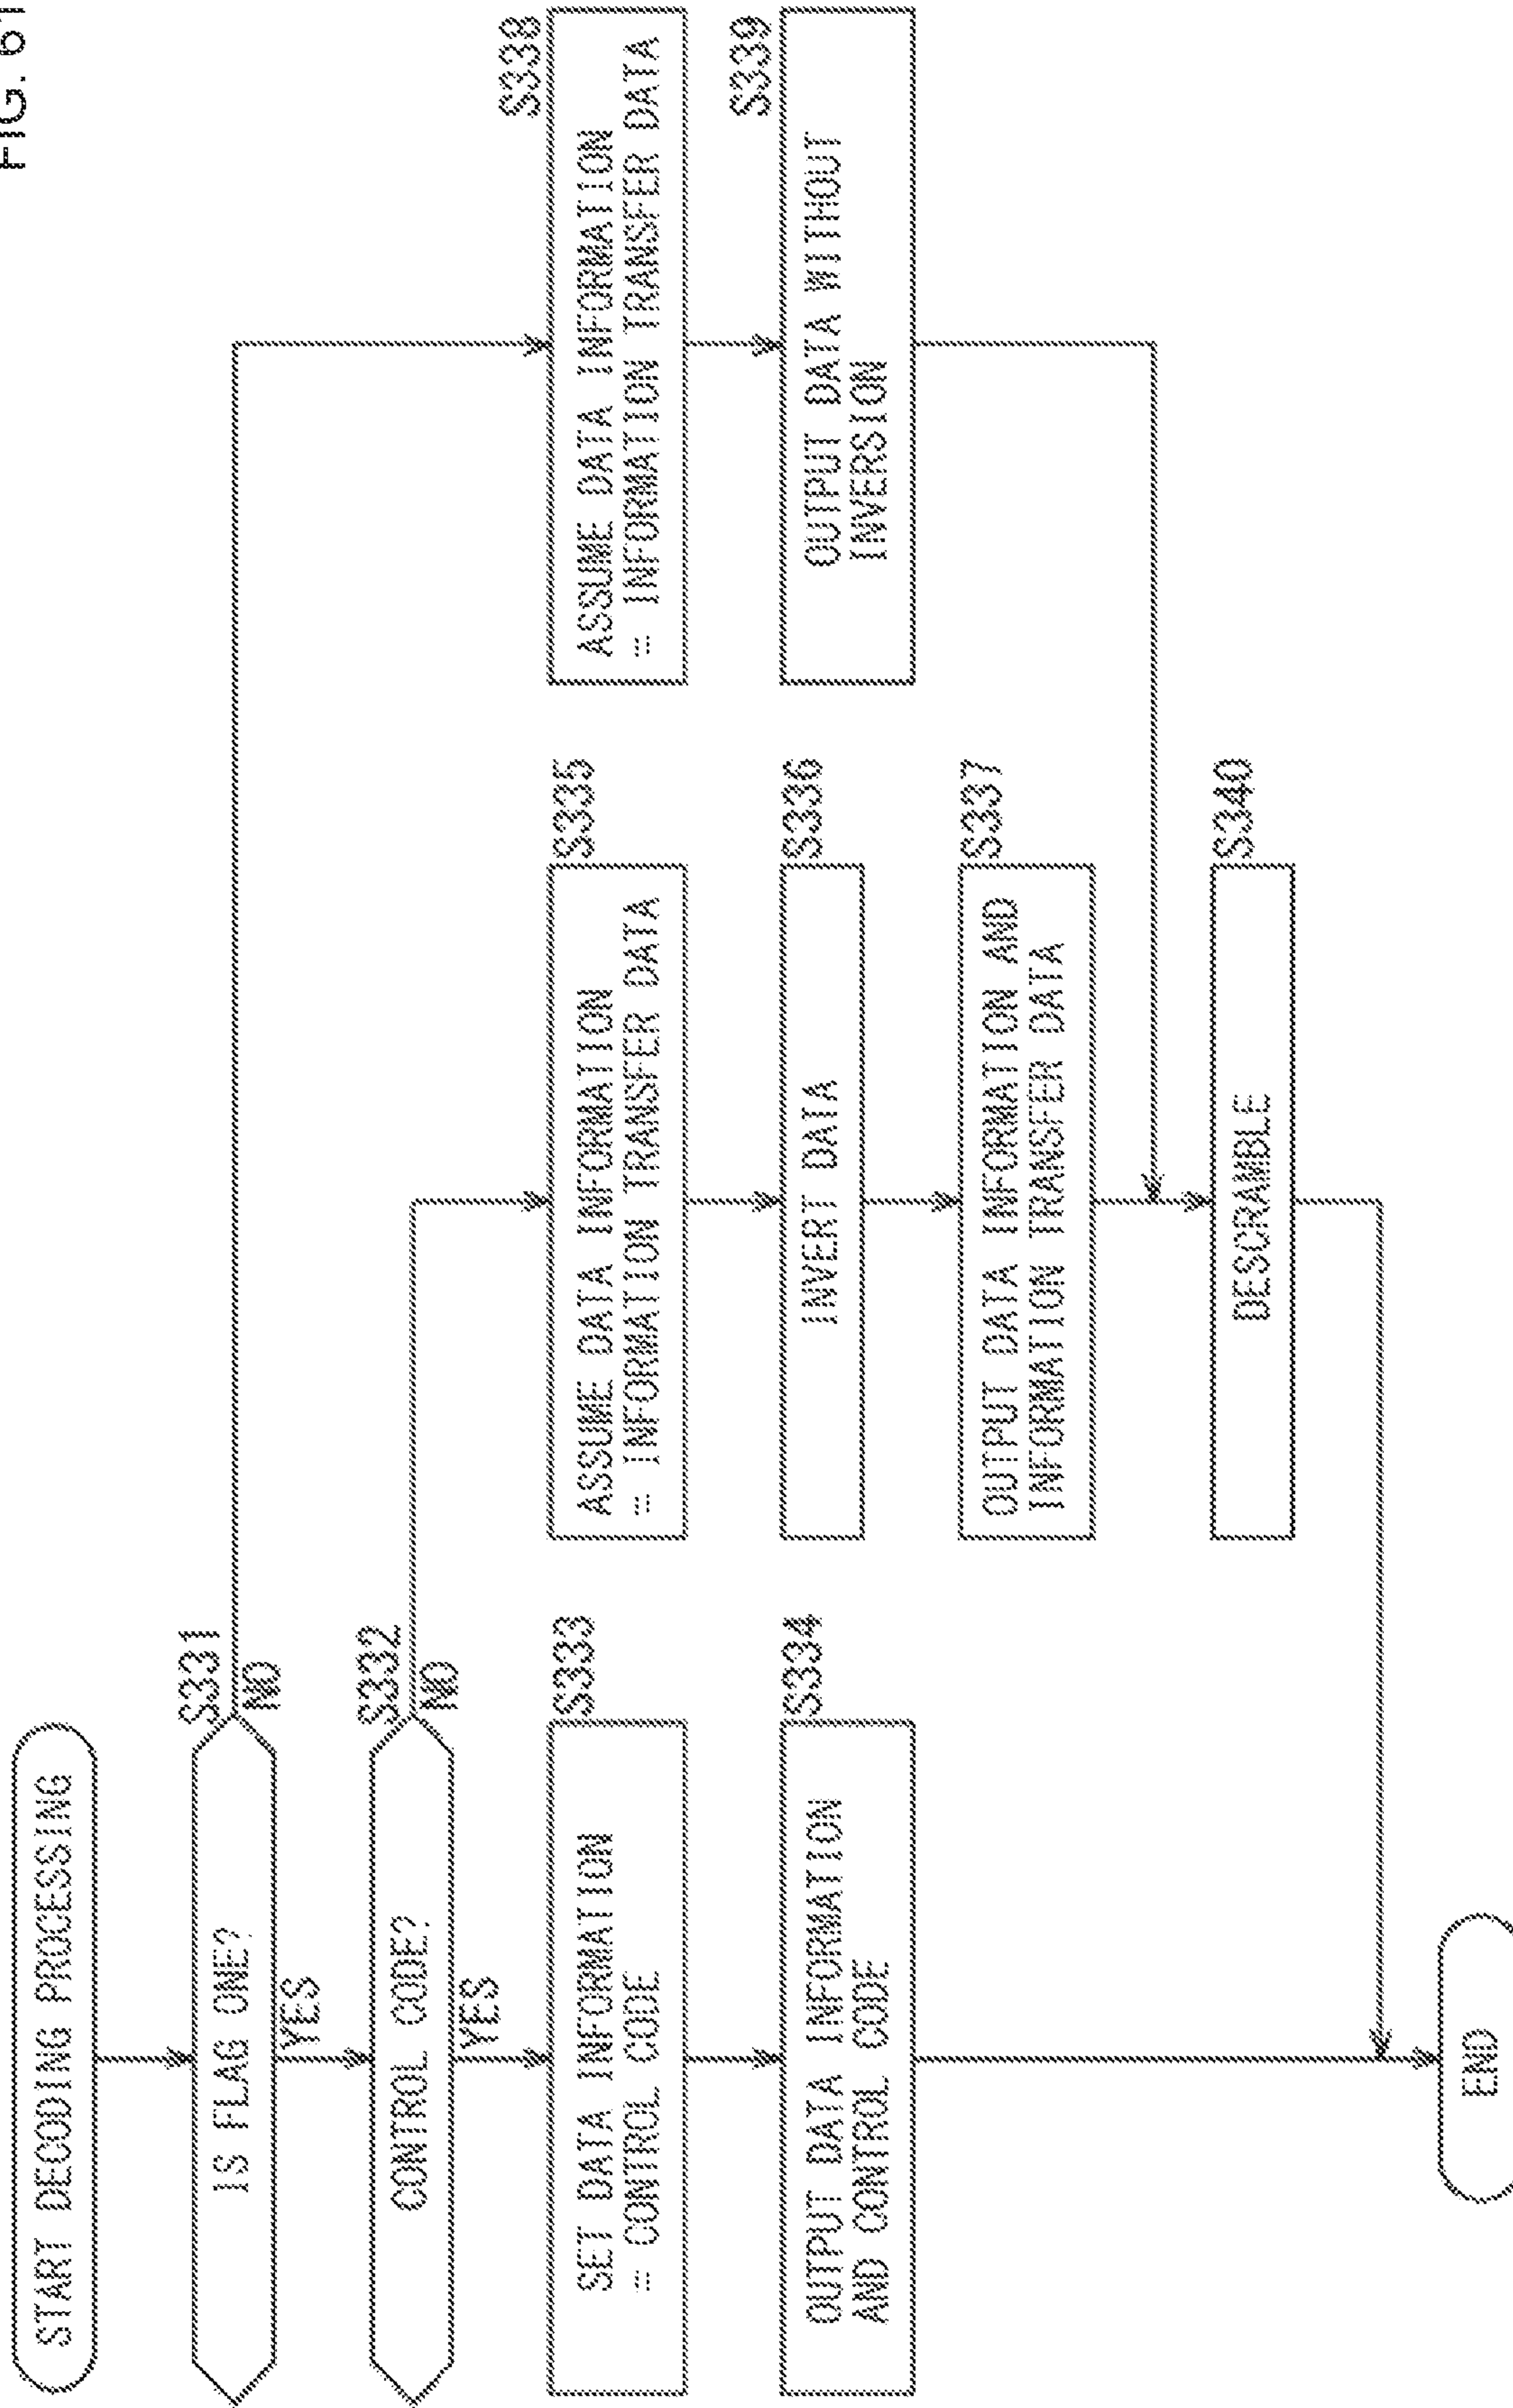 FIG. 61
START DECODING PROCESSING
S331
IS FLAG ONE?
NO
YES
S332
CONTROL CODE?
NO
YES
S333
SET DATA INFORMATION
= CONTROL CODE
S334
OUTPUT DATA INFORMATION
AND CONTROL CODE
S335
ASSUME DATA INFORMATION
= INFORMATION TRANSFER DATA
S336
INVERT DATA
S337
OUTPUT DATA INFORMATION AND
INFORMATION TRANSFER DATA
S338
ASSUME DATA INFORMATION
= INFORMATION TRANSFER DATA
S339
OUTPUT DATA WITHOUT
INVERSION
S340
DESCRAMBLE
END